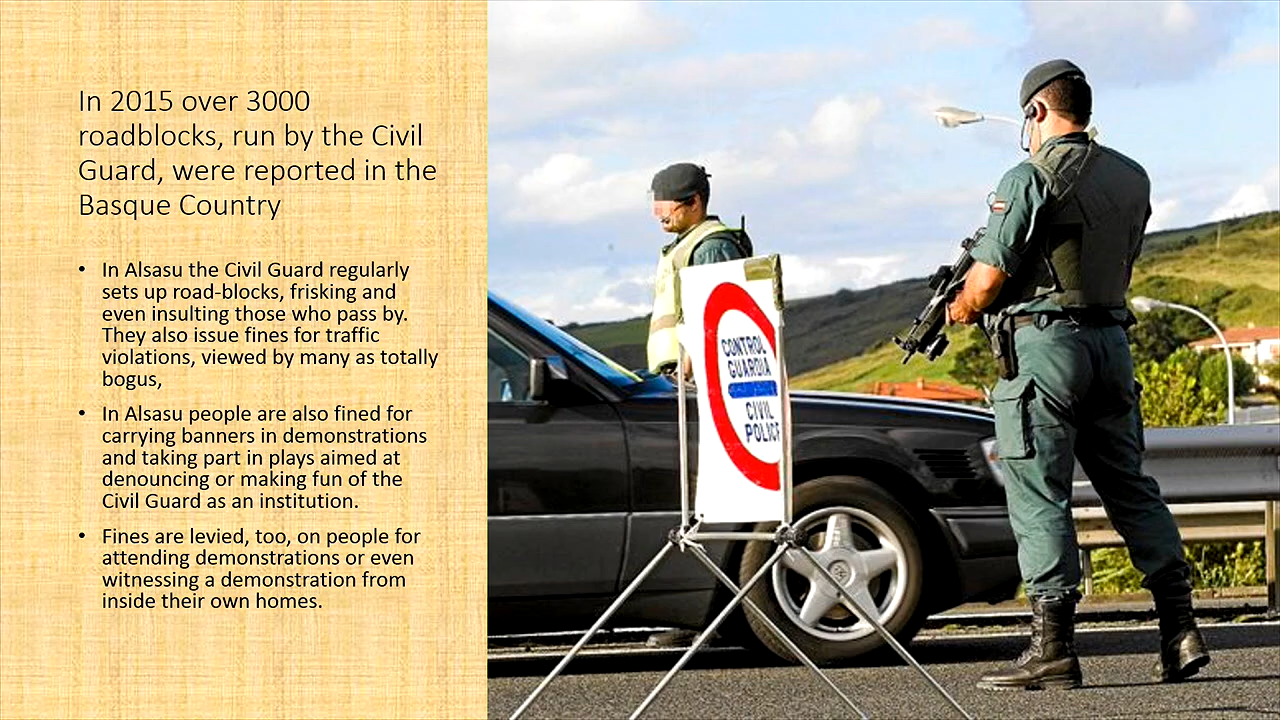 In 2015 over 3000
roadblocks, run by the Civil
Guard, were reported in the
Basque Country
• In Alsasu the Civil Guard regularly
sets up road-blocks, frisking and
even insulting those who pass by.
They also issue fines for traffic
violations, viewed by many as totally
bogus,
• In Alsasu people are also fined for
carrying banners in demonstrations
and taking part in plays aimed at
denouncing or making fun of the
Civil Guard as an institution.
• Fines are levied, too, on people for
attending demonstrations or even
witnessing a demonstration from
inside their own homes.
CONTROL
GUARDIA
CIVIL
POLICE